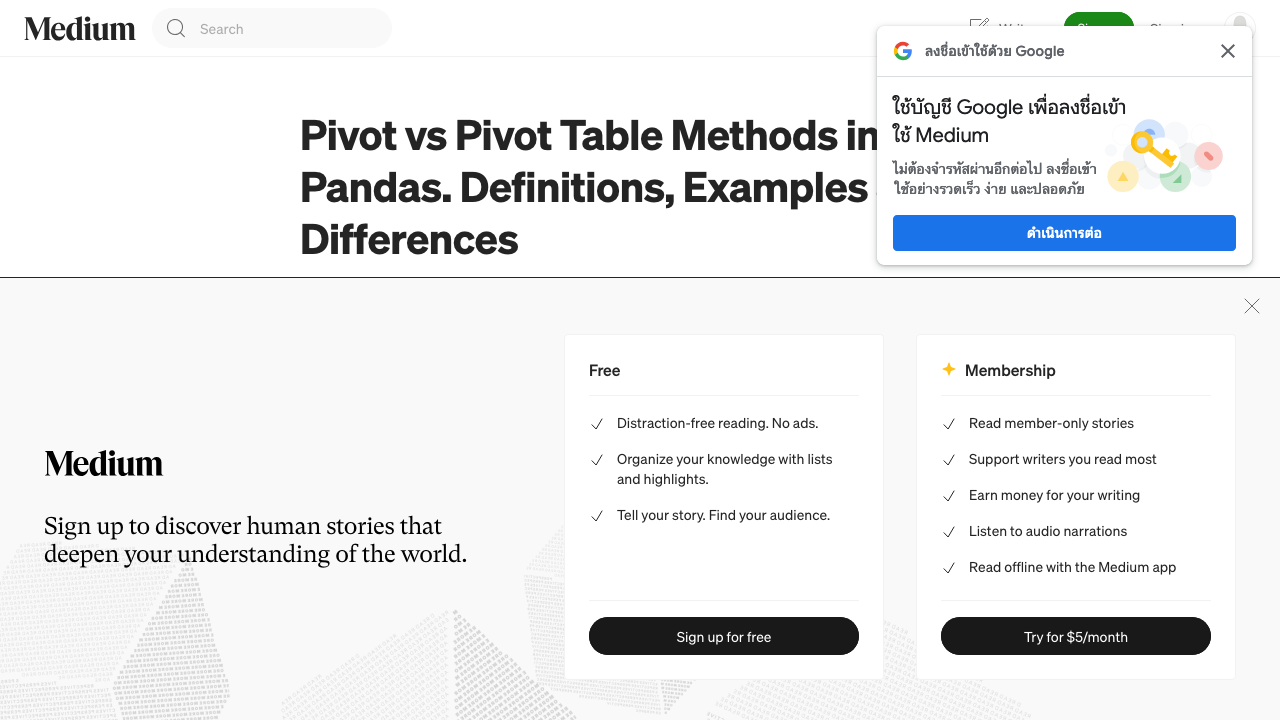 Medium
Search
ลงชื่อเข้าใช้ด้วย Google
ใช้บัญชี Google เพื่อลงชื่อเข้า
ใช้ Medium
ไม่ต้องจำรหัสผ่านอีกต่อไป ลงชื่อเข้า
ใช้อย่างรวดเร็ว ง่าย และปลอดภัย
ดำเนินการต่อ
Pivot vs Pivot Table Methods in
Pandas. Definitions, Examples
Differences
Medium
Sign up to discover human stories that
deepen your understanding of the world.
Free
Distraction-free reading. No ads.
Organize your knowledge with lists
and highlights.
Tell your story. Find your audience.
Sign up for free
Membership
Read member-only stories
Support writers you read most
Earn money for your writing
Listen to audio narrations
Read offline with the Medium app
Try for $5/month